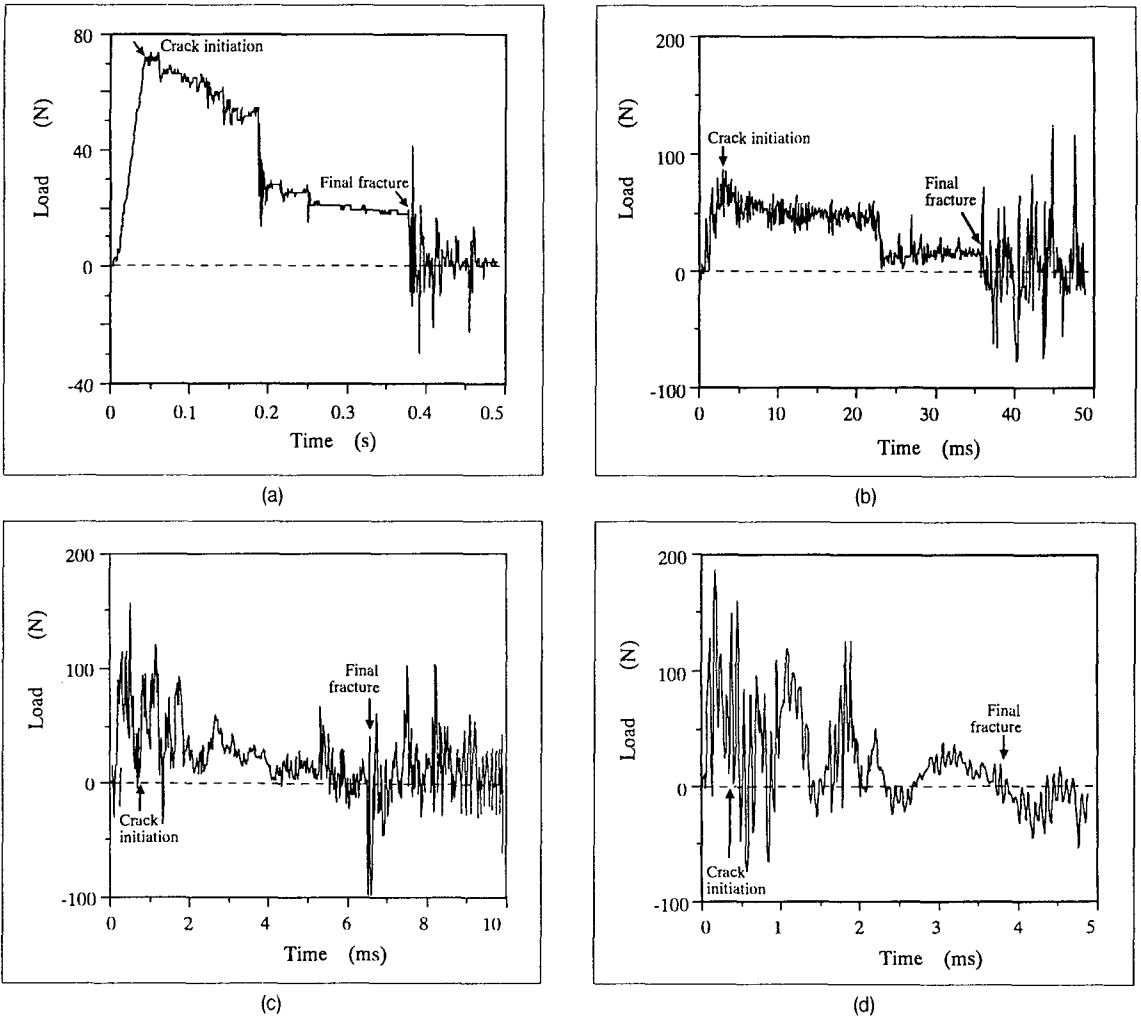 80
Crack initiation
Load (N)
40
Final fracture
0
-40
0 0.1 0.2 0.3 0.4 0.5
Time (s)
(a)
200
Load (N)
Crack initiation
100
Final
fracture
0
-100
0 10 20 30 40 50
Time (ms)
(b)
200
Load (N)
100
Final
fracture
0
Crack
initiation
-100
0 2 4 6 8 10
Time (ms)
(c)
200
Load (N)
100
Final
fracture
0
Crack
initiation
-100
0 1 2 3 4 5
Time (ms)
(d)